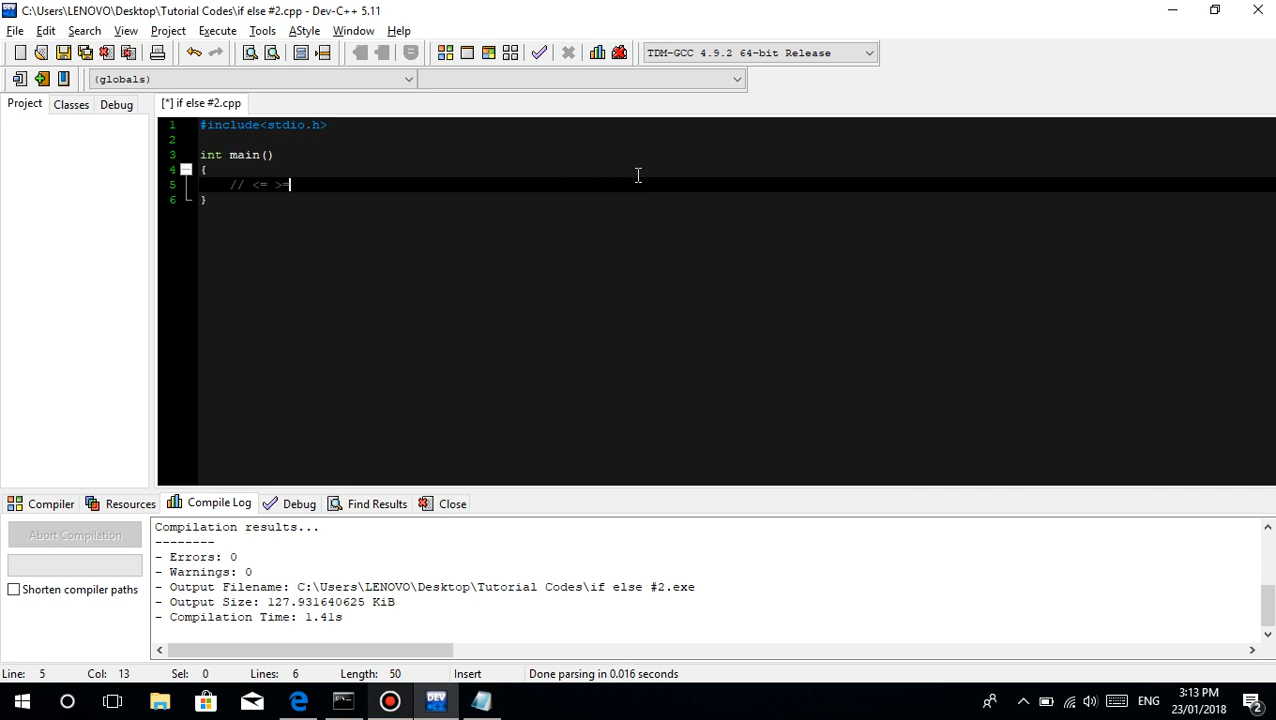 C:\Users\LENOVO\Desktop\Tutorial Codes\if else #2.cpp - Dev-C++ 5.11
File Edit Search View Project Execute Tools AStyle Window Help
TDM-GCC 4.9.2 64-bit Release
(globals)
Project Classes Debug
[*] if else #2.cpp
1 #include<stdio.h>
2
3 int main()
4 {
5 // <= >=
6 }
Compiler Resources Compile Log Debug Find Results Close
Abort Compilation
Shorten compiler paths
Compilation results...
--------
- Errors: 0
- Warnings: 0
- Output Filename: C:\Users\LENOVO\Desktop\Tutorial Codes\if else #2.exe
- Output Size: 127.931640625 KiB
- Compilation Time: 1.41s
Line: 5 Col: 13 Sel: 0 Lines: 6 Length: 50 Insert Done parsing in 0.016 seconds
DEV
ENG
3:13 PM
23/01/2018
2